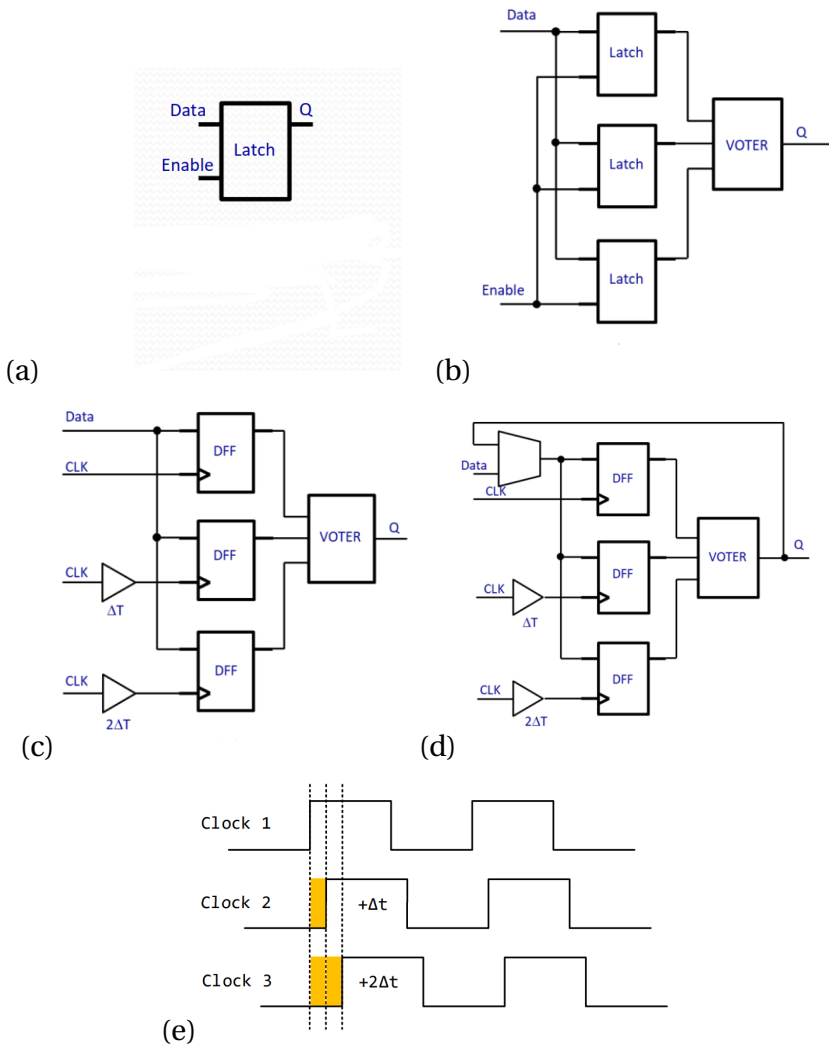 Data
Q
Latch
Enable
(a)
Data
Latch
Latch
VOTER
Q
Latch
Enable
(b)
Data
DFF
CLK
DFF
VOTER
Q
CLK
ΔT
DFF
CLK
2ΔT
(c)
Data
DFF
CLK
DFF
VOTER
Q
CLK
ΔT
DFF
CLK
2ΔT
(d)
Clock 1
Clock 2
+Δt
Clock 3
+2Δt
(e)